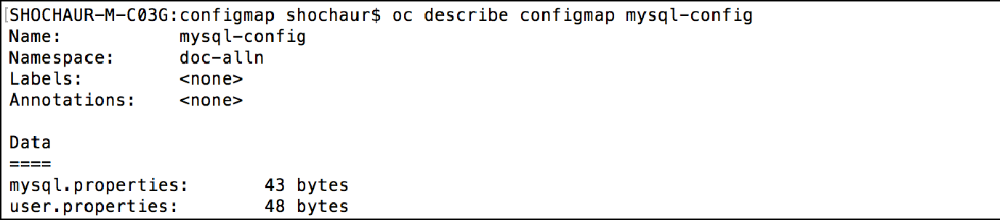 [SHOCHAUR-M-C03G:configmap shochaur$ oc describe configmap mysql-config
Name: mysql-config
Namespace: doc-alln
Labels: <none>
Annotations: <none>
Data
====
mysql.properties: 43 bytes
user.properties: 48 bytes